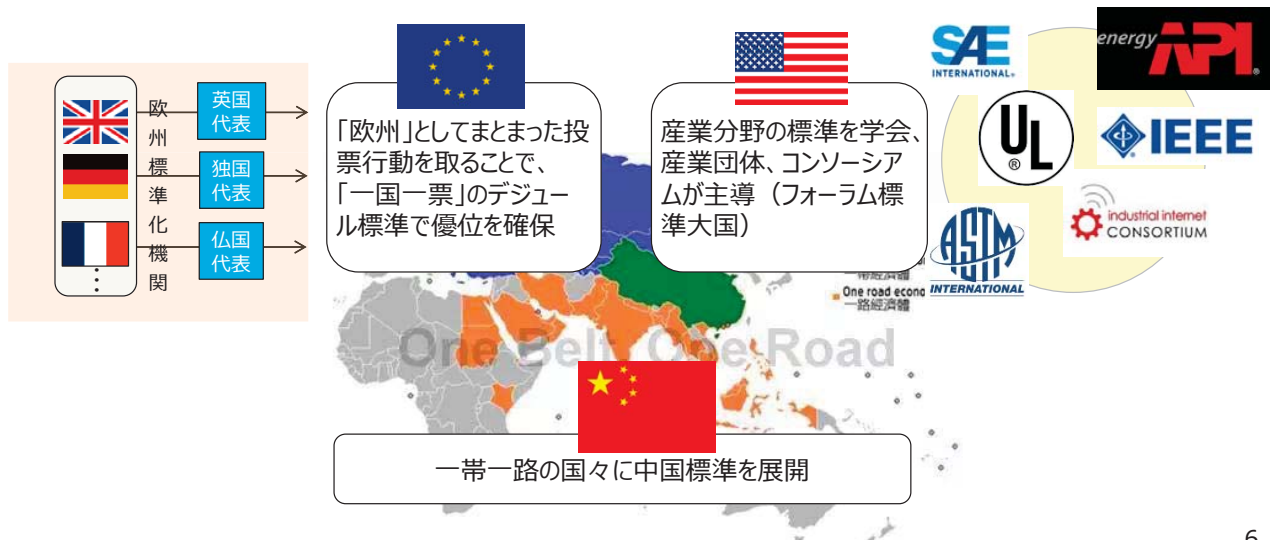 欧州標準化機関
英国
代表
独国
代表
仏国
代表
「欧州」としてまとまった投
票行動を取ることで、
「一国一票」のデジュー
ル標準で優位を確保
産業分野の標準を学会、
産業団体、コンソーシア
ムが主導（フォーラム標
準大国）
SAE
INTERNATIONAL®
energy API®
UL
®
IEEE
industrial internet
CONSORTIUM
ASTM
INTERNATIONAL
一帶經濟體
One road econo
一路經濟體
One Belt, One Road
一帯一路の国々に中国標準を展開
6